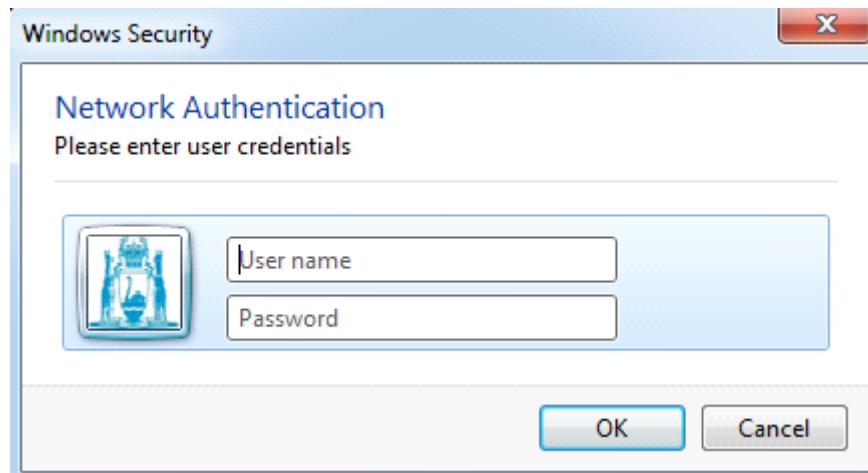 Windows Security
Network Authentication
Please enter user credentials
User name
Password
OK
Cancel